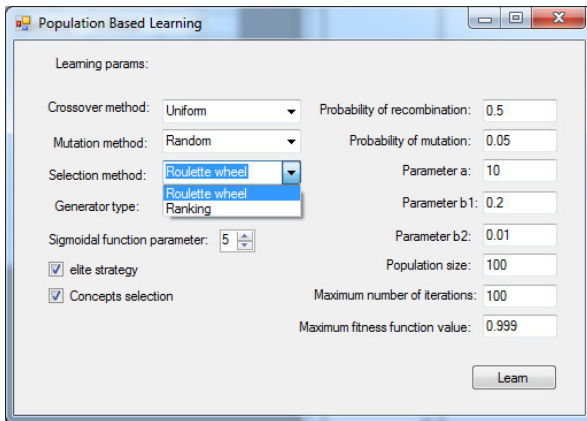 Population Based Learning
Learning params:
Crossover method: Uniform
Mutation method: Random
Selection method: Roulette wheel
Roulette wheel
Ranking
Generator type:
Sigmoidal function parameter: 5
elite strategy
Concepts selection
Probability of recombination: 0.5
Probability of mutation: 0.05
Parameter a: 10
Parameter b1: 0.2
Parameter b2: 0.01
Population size: 100
Maximum number of iterations: 100
Maximum fitness function value: 0.999
Learn